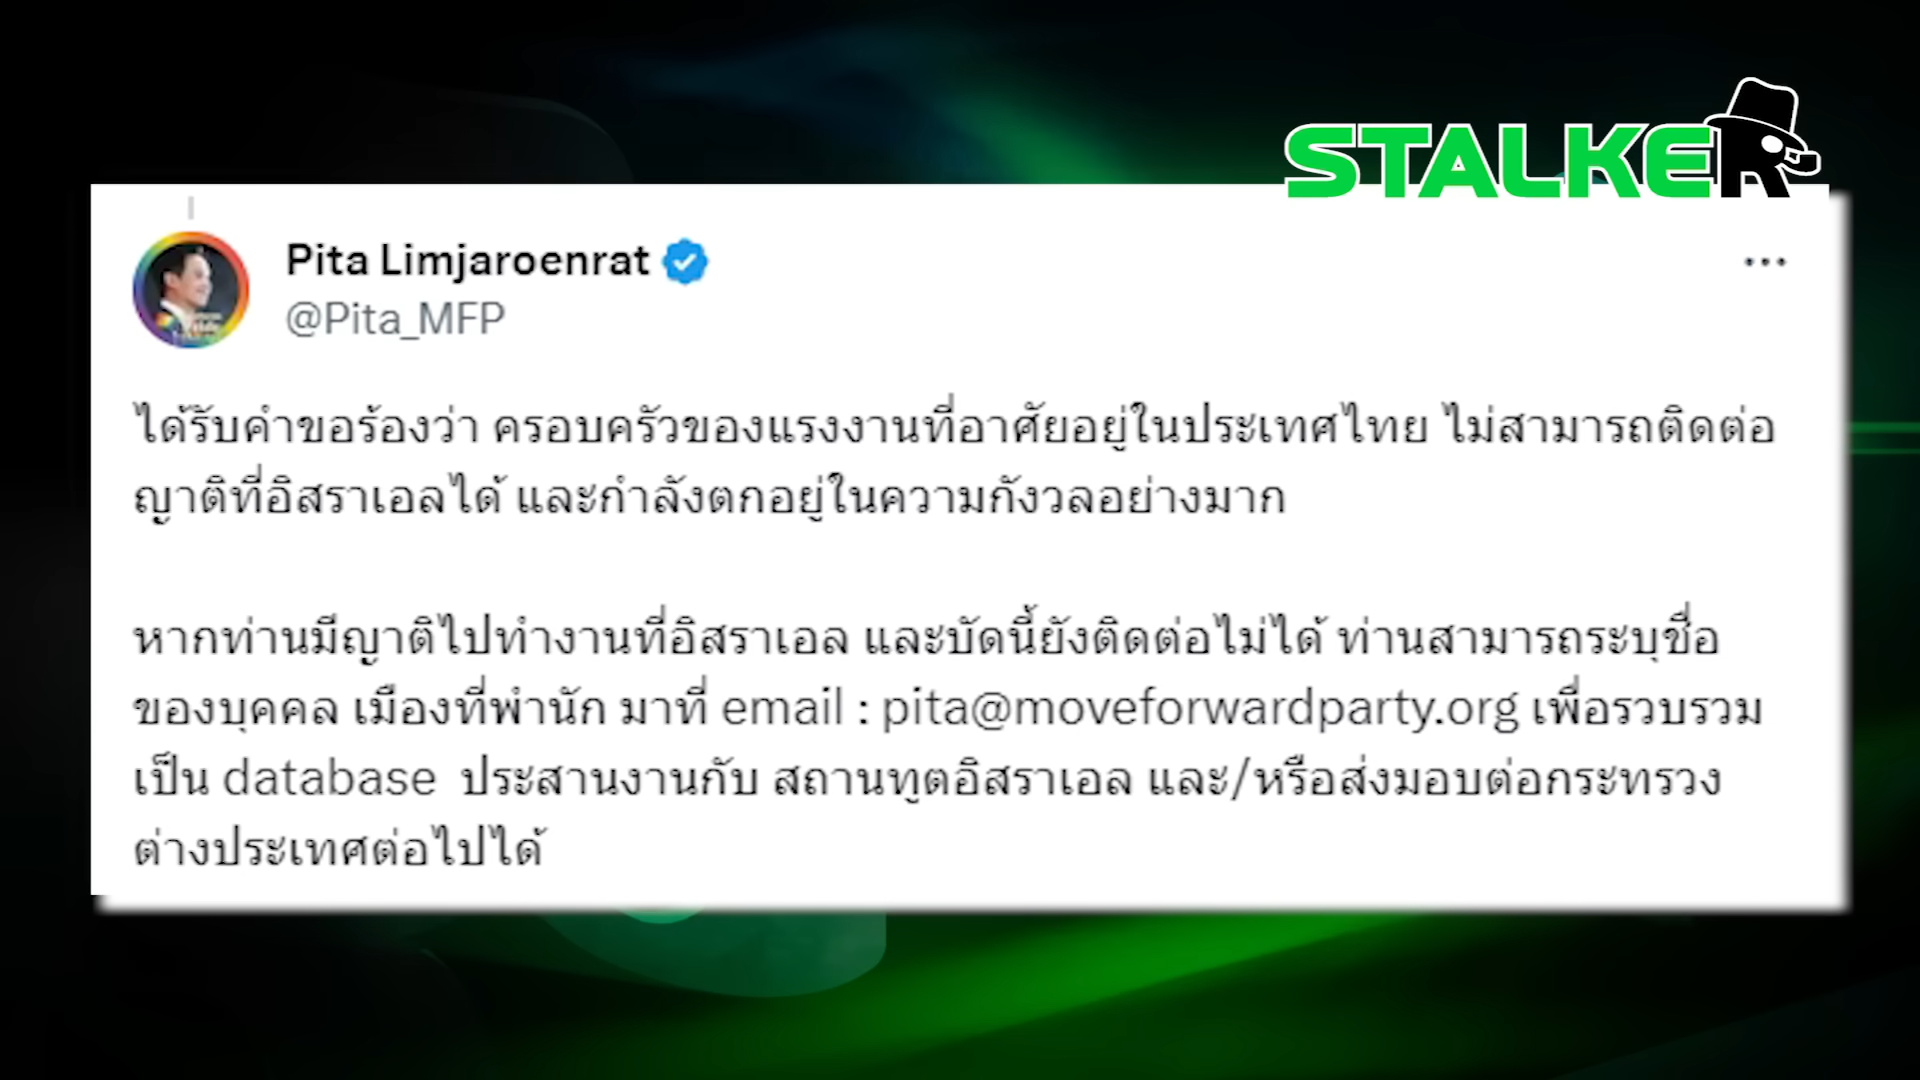 STALKER
Pita Limjaroenrat
@Pita_MFP
ได้รับคำขอร้องว่า ครอบครัวของแรงงานที่อาศัยอยู่ในประเทศไทย ไม่สามารถติดต่อ
ญาติที่อิสราเอลได้ และกำลังตกอยู่ในความกังวลอย่างมาก
หากท่านมีญาติไปทำงานที่อิสราเอล และบัดนี้ยังติดต่อไม่ได้ ท่านสามารถระบุชื่อ
ของบุคคล เมืองที่พำนัก มาที่ email : pita@moveforwardparty.org เพื่อรวบรวม
เป็น database ประสานงานกับ สถานทูตอิสราเอล และ/หรือส่งมอบต่อกระทรวง
ต่างประเทศต่อไปได้